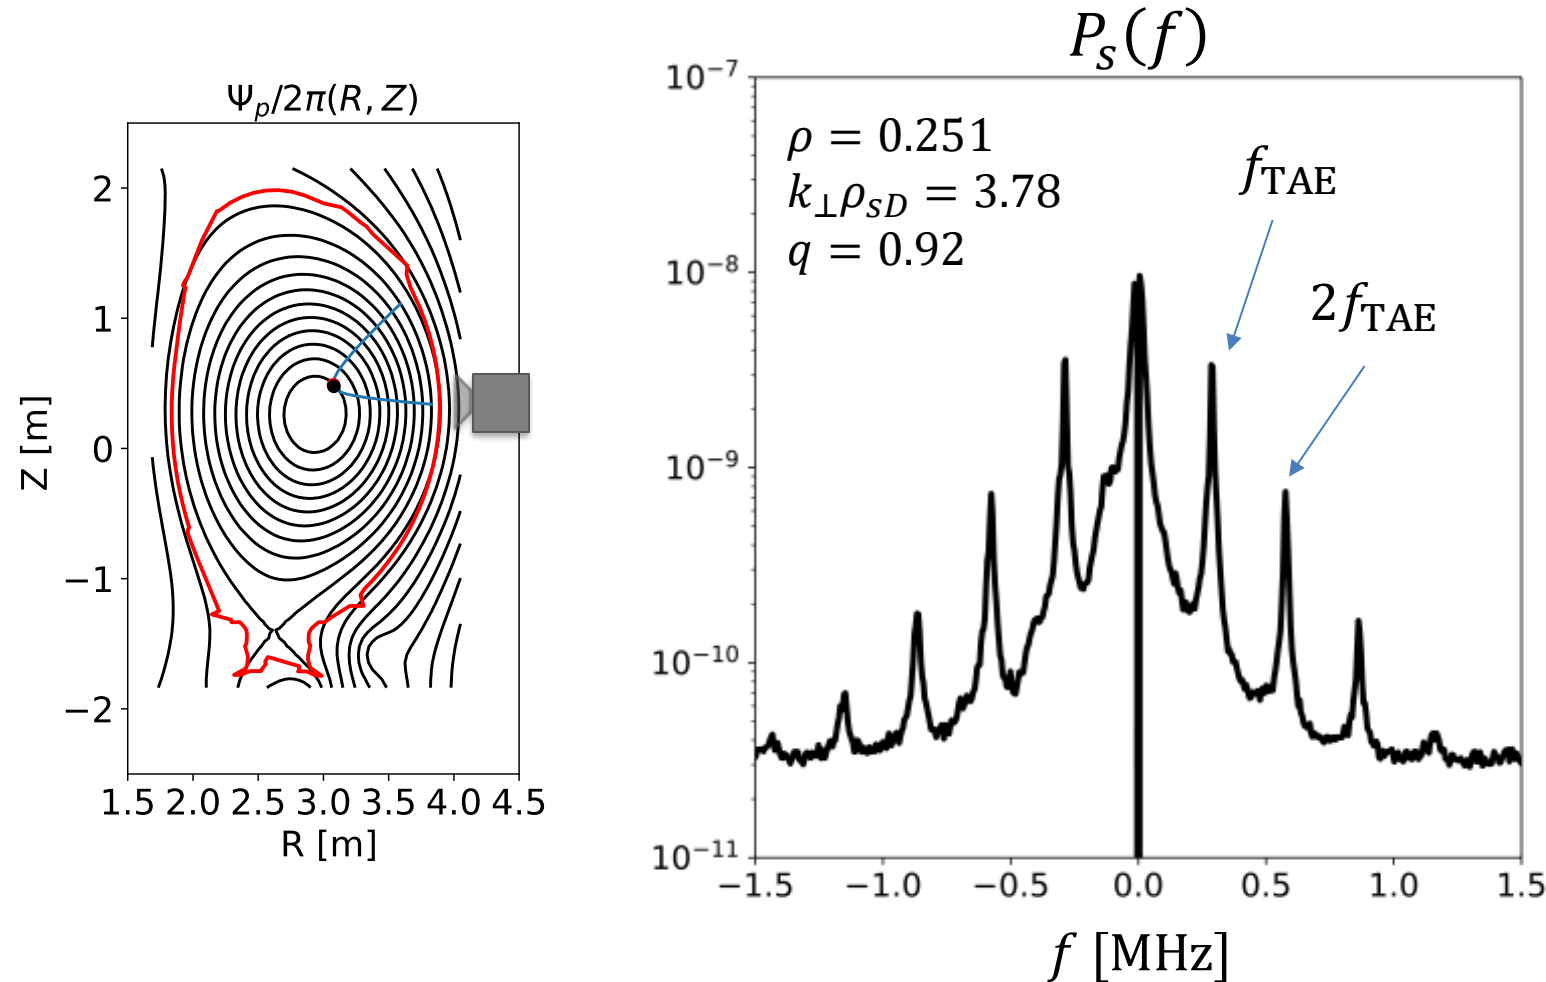 Ψₚ/2π(R, Z)
2
1
0
−1
−2
Z [m]
1.5 2.0 2.5 3.0 3.5 4.0 4.5
R [m]
Pₛ(f)
10⁻⁷
10⁻⁸
10⁻⁹
10⁻¹⁰
10⁻¹¹
ρ = 0.251
k⊥ρsD = 3.78
q = 0.92
fTAE
2fTAE
−1.5 −1.0 −0.5 0.0 0.5 1.0 1.5
f [MHz]